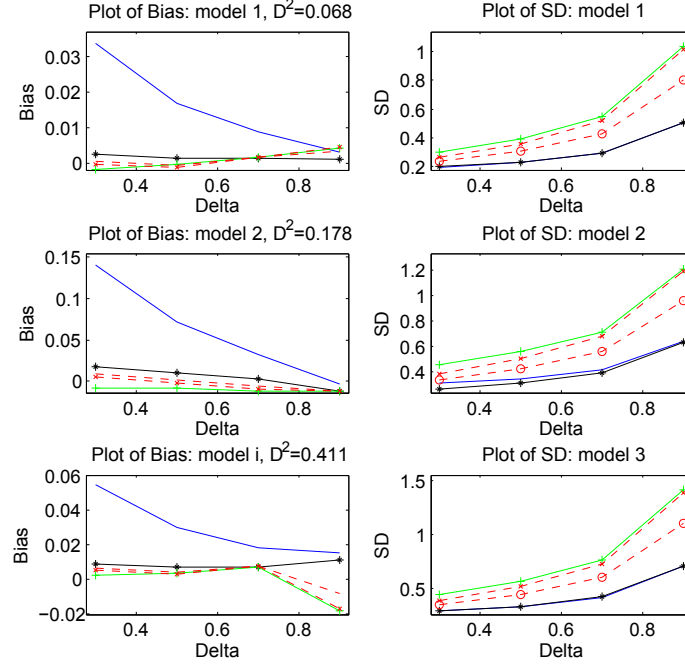 Plot of Bias: model 1, D²=0.068
Bias
0.03
0.02
0.01
0
0.4 0.6 0.8
Delta
Plot of SD: model 1
SD
1
0.8
0.6
0.4
0.2
0.4 0.6 0.8
Delta
Plot of Bias: model 2, D²=0.178
Bias
0.15
0.1
0.05
0
0.4 0.6 0.8
Delta
Plot of SD: model 2
SD
1.2
1
0.8
0.6
0.4
0.4 0.6 0.8
Delta
Plot of Bias: model i, D²=0.411
Bias
0.06
0.04
0.02
0
−0.02
0.4 0.6 0.8
Delta
Plot of SD: model 3
SD
1.5
1
0.5
0.4 0.6 0.8
Delta